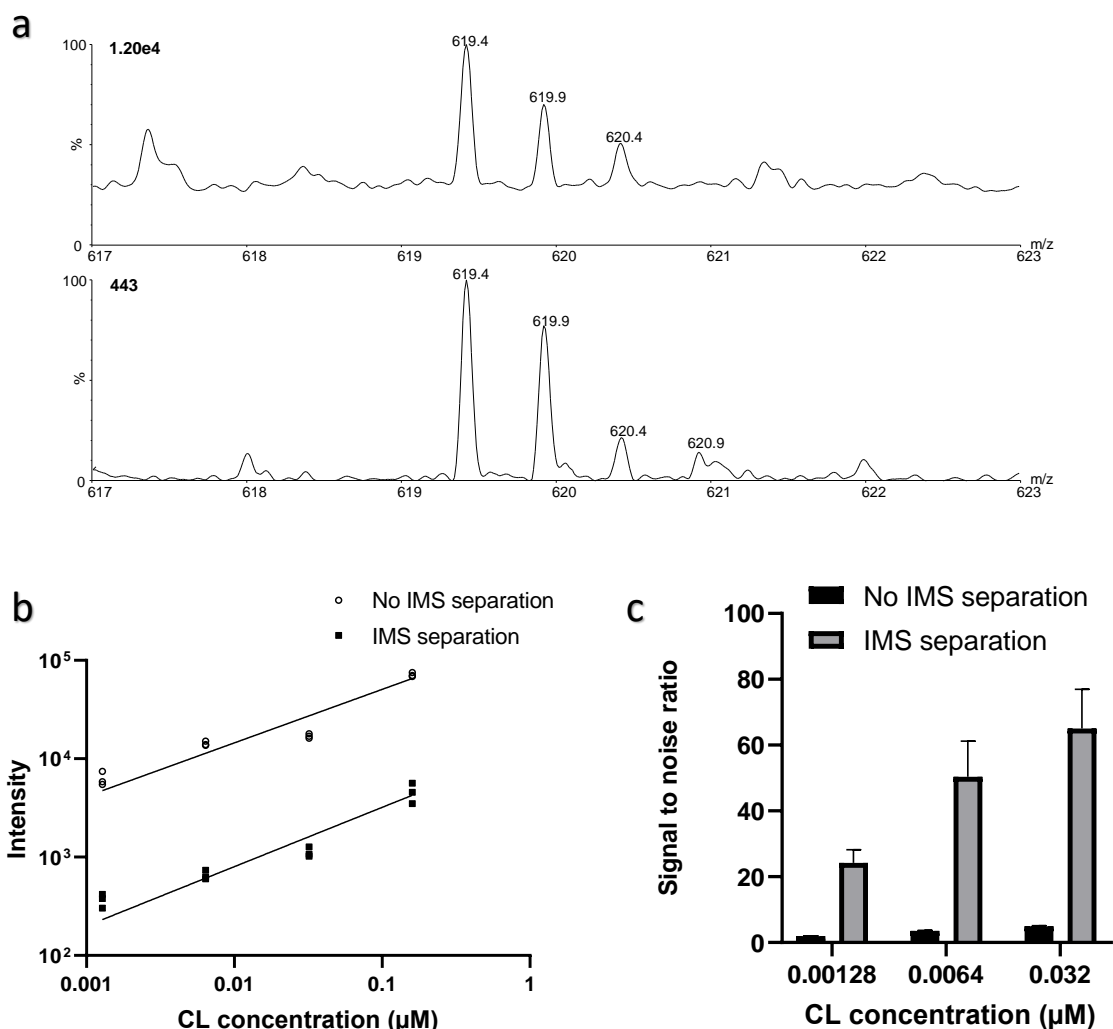 a
1.20e4
100
%
0
619.4
619.9
620.4
617 618 619 620 621 622 623
m/z
443
100
%
0
619.4
619.9
620.4
620.9
617 618 619 620 621 622 623
m/z
b
No IMS separation
IMS separation
Intensity
10⁵
10⁴
10³
10²
0.001 0.01 0.1 1
CL concentration (µM)
c
No IMS separation
IMS separation
Signal to noise ratio
100
80
60
40
20
0
0.00128 0.0064 0.032
CL concentration (µM)